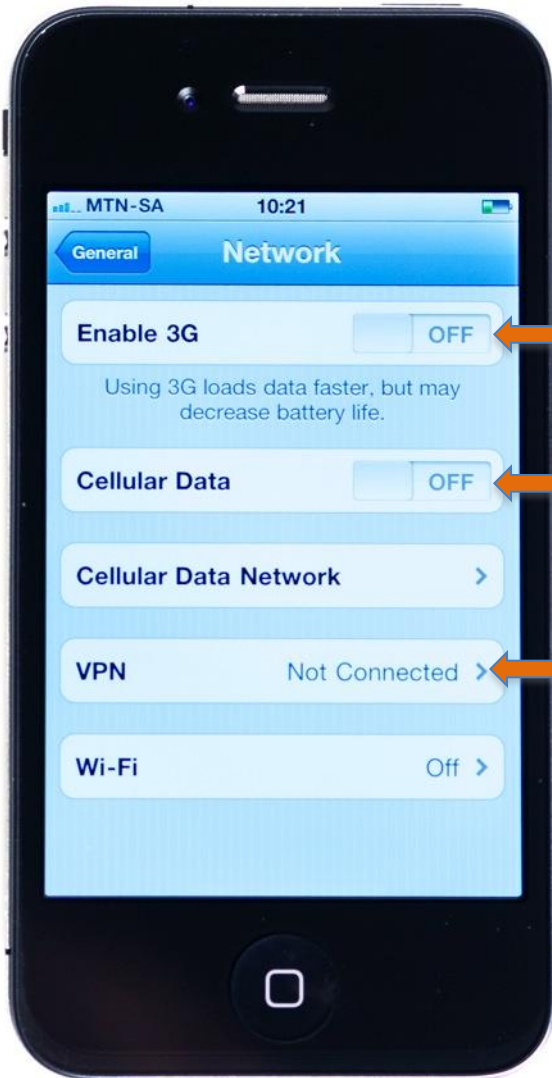 MTN-SA 10:21
General Network
Enable 3G OFF
Using 3G loads data faster, but may
decrease battery life.
Cellular Data OFF
Cellular Data Network >
VPN Not Connected >
Wi-Fi Off >